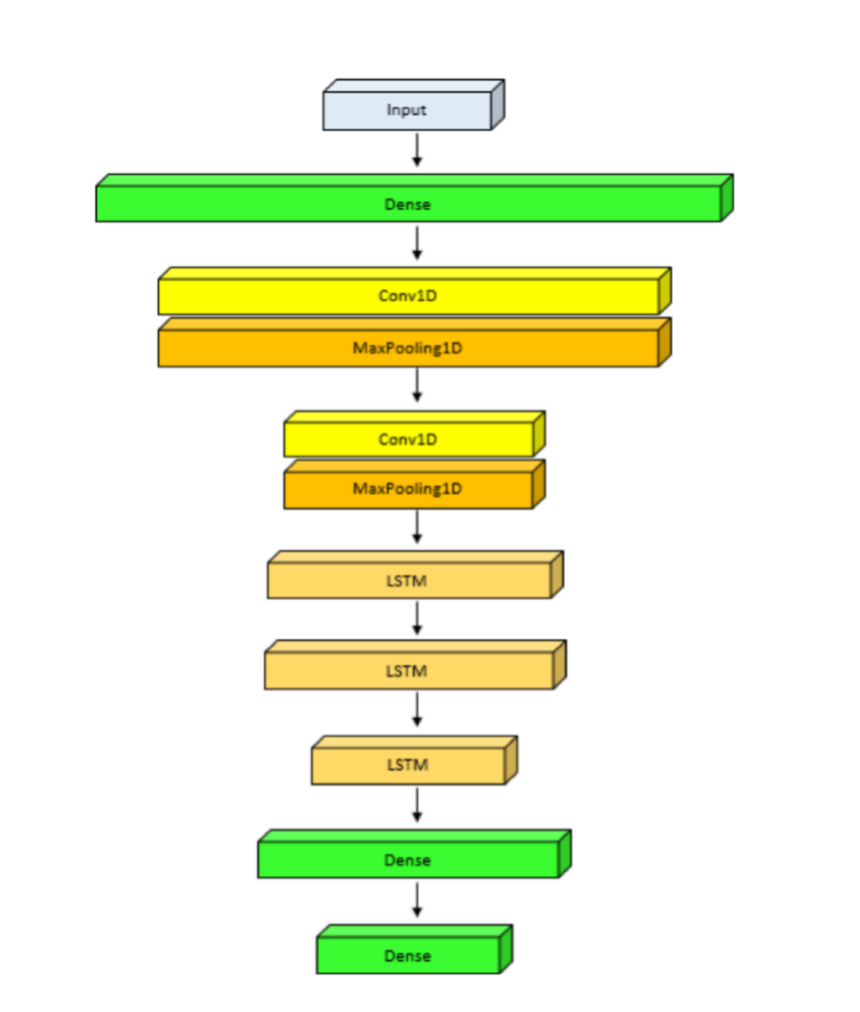 Input
Dense
Conv1D
MaxPooling1D
Conv1D
MaxPooling1D
LSTM
LSTM
LSTM
Dense
Dense